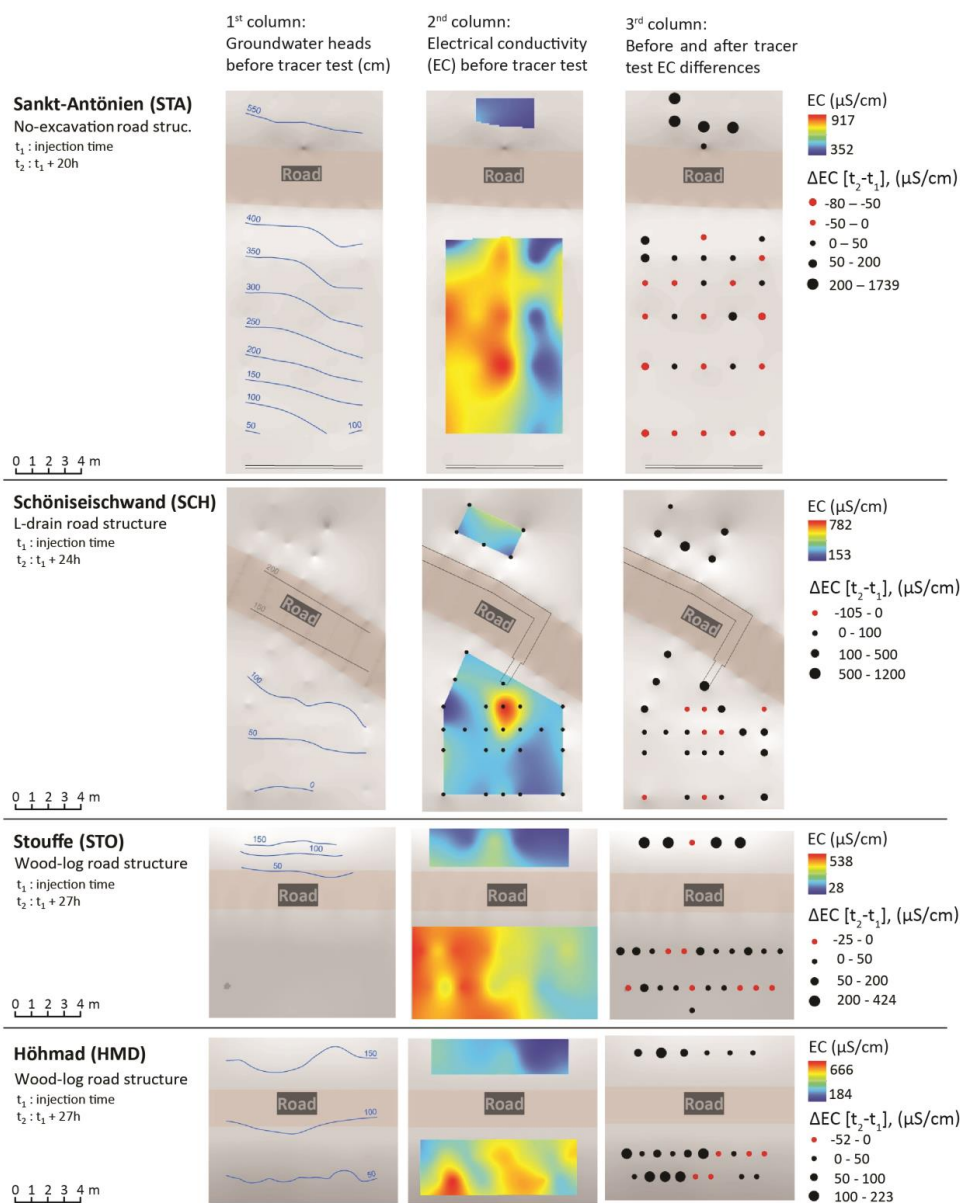 1st column:
Groundwater heads
before tracer test (cm)
2nd column:
Electrical conductivity
(EC) before tracer test
3rd column:
Before and after tracer
test EC differences
Sankt-Antönien (STA)
No-excavation road struc.
t1 : injection time
t2 : t1 + 20h
550
Road
400
350
300
250
200
150
100
50
100
Road
Road
EC (µS/cm)
917
352
ΔEC [t2-t1], (µS/cm)
-80 – -50
-50 – 0
0 – 50
50 - 200
200 – 1739
0 1 2 3 4 m
Schöniseischwand (SCH)
L-drain road structure
t1 : injection time
t2 : t1 + 24h
200
150
Road
100
50
0
Road
Road
EC (µS/cm)
782
153
ΔEC [t2-t1], (µS/cm)
-105 - 0
0 - 100
100 - 500
500 - 1200
0 1 2 3 4 m
Stouffe (STO)
Wood-log road structure
t1 : injection time
t2 : t1 + 27h
150
100
50
Road
Road
Road
EC (µS/cm)
538
28
ΔEC [t2-t1], (µS/cm)
-25 - 0
0 - 50
50 - 200
200 - 424
0 1 2 3 4 m
Höhmad (HMD)
Wood-log road structure
t1 : injection time
t2 : t1 + 27h
150
Road
100
50
Road
Road
EC (µS/cm)
666
184
ΔEC [t2-t1], (µS/cm)
-52 - 0
0 - 50
50 - 100
100 - 223
0 1 2 3 4 m